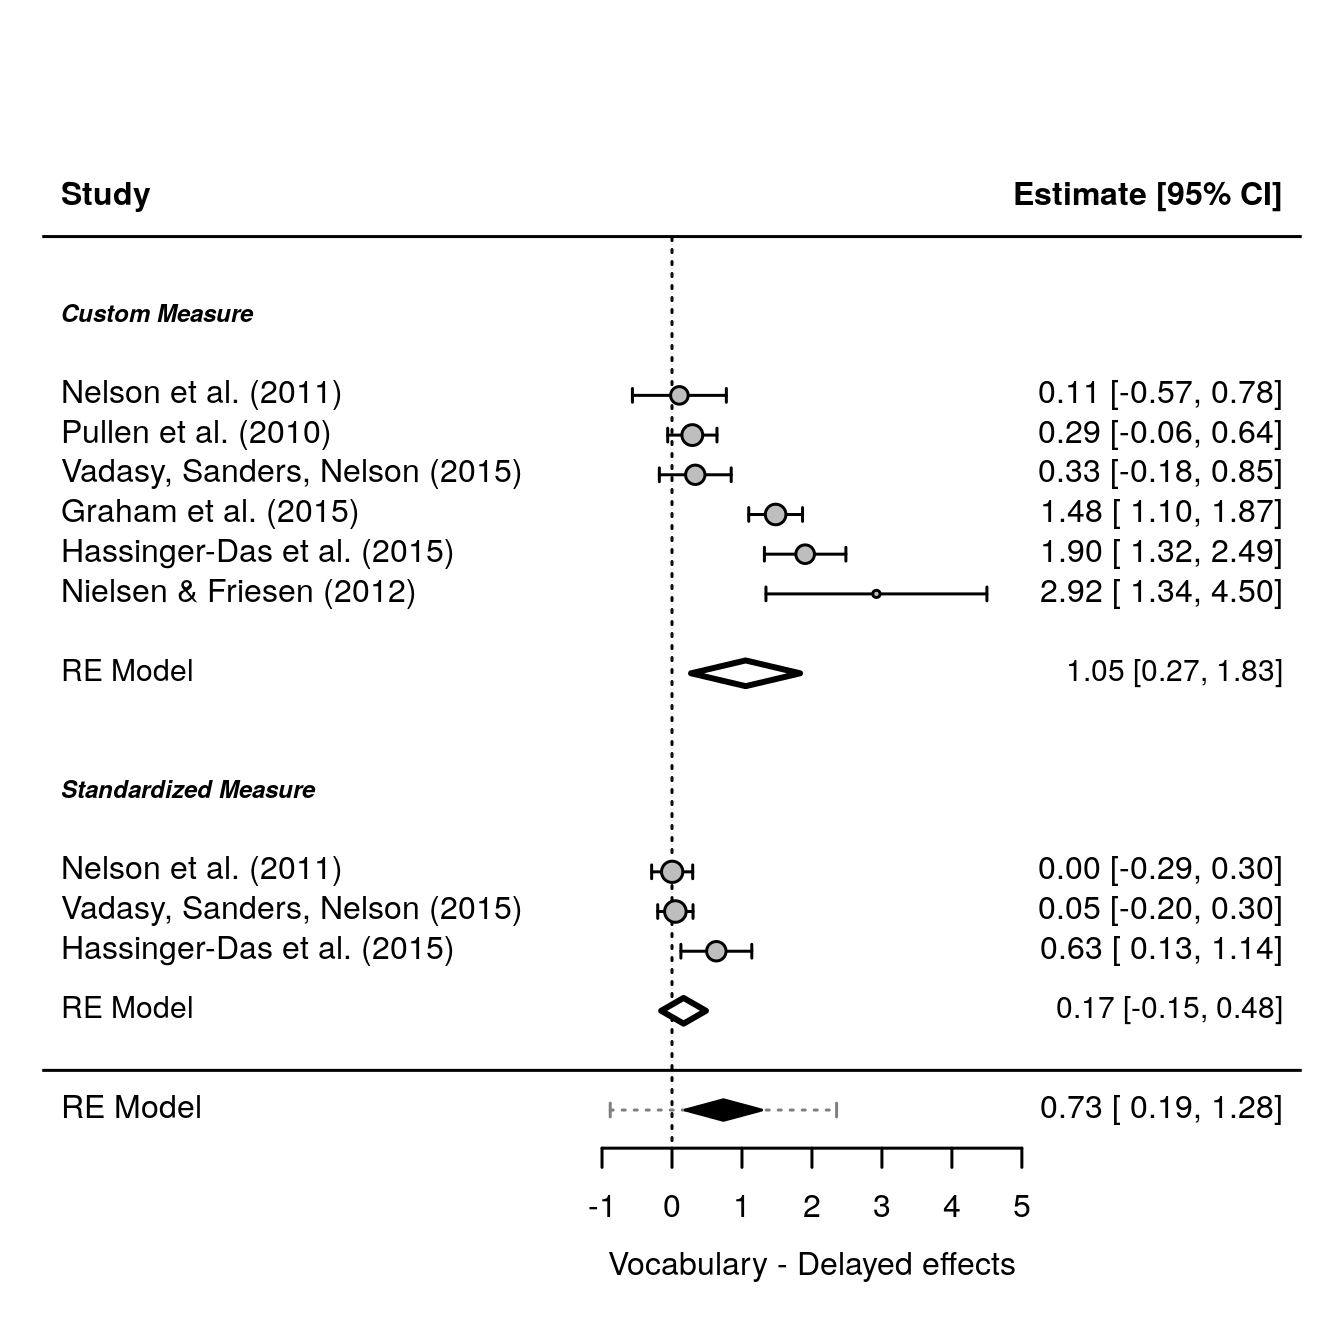 Study Estimate [95% CI]
Custom Measure
Nelson et al. (2011) 0.11 [-0.57, 0.78]
Pullen et al. (2010) 0.29 [-0.06, 0.64]
Vadasy, Sanders, Nelson (2015) 0.33 [-0.18, 0.85]
Graham et al. (2015) 1.48 [ 1.10, 1.87]
Hassinger-Das et al. (2015) 1.90 [ 1.32, 2.49]
Nielsen & Friesen (2012) 2.92 [ 1.34, 4.50]
RE Model 1.05 [0.27, 1.83]
Standardized Measure
Nelson et al. (2011) 0.00 [-0.29, 0.30]
Vadasy, Sanders, Nelson (2015) 0.05 [-0.20, 0.30]
Hassinger-Das et al. (2015) 0.63 [ 0.13, 1.14]
RE Model 0.17 [-0.15, 0.48]
RE Model 0.73 [ 0.19, 1.28]
-1 0 1 2 3 4 5
Vocabulary - Delayed effects